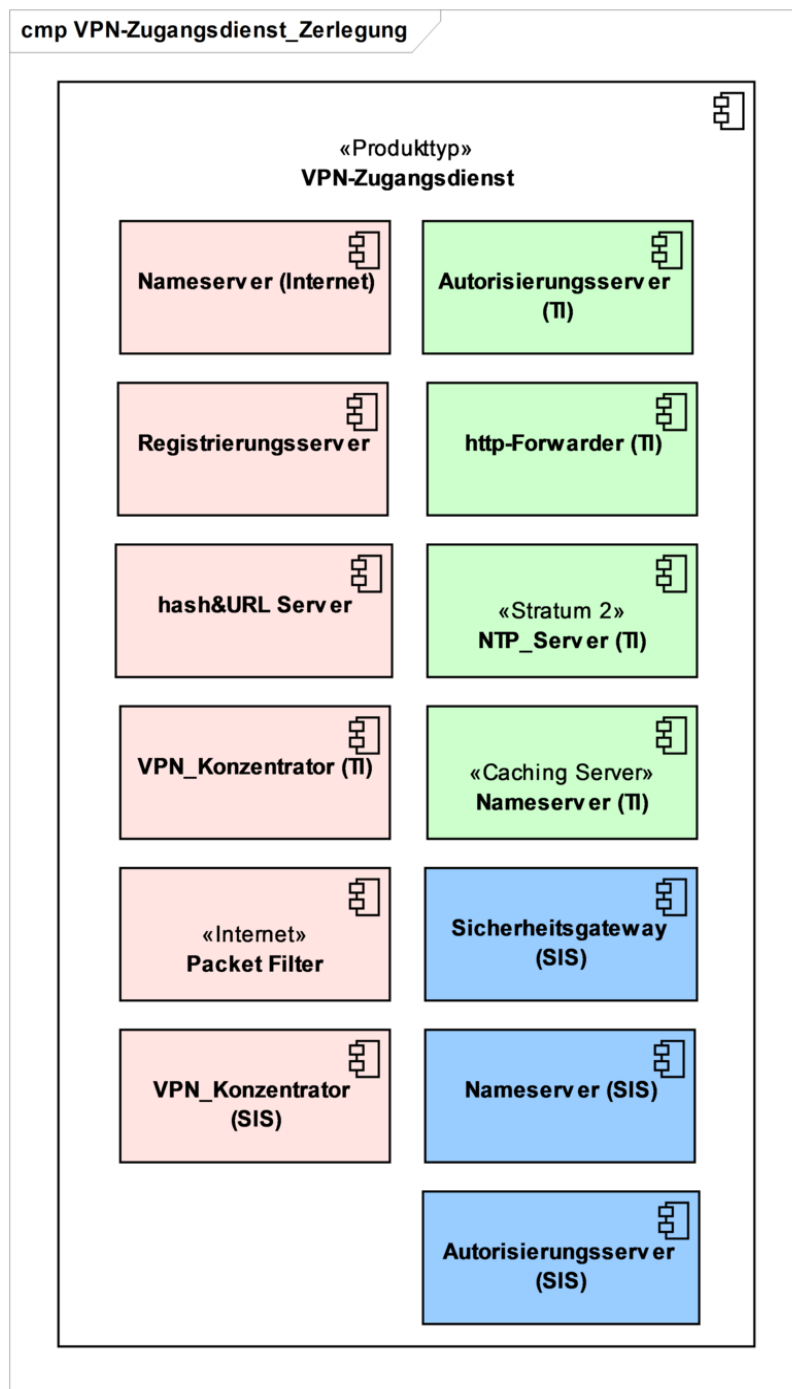 cmp VPN-Zugangsdienst_Zerlegung
«Produkttyp»
VPN-Zugangsdienst
Nameserver (Internet)
Autorisierungsserver
(TI)
Registrierungsserver
http-Forwarder (TI)
hash&URL Server
«Stratum 2»
NTP_Server (TI)
VPN_Konzentrator (TI)
«Caching Server»
Nameserver (TI)
«Internet»
Packet Filter
Sicherheitsgateway
(SIS)
VPN_Konzentrator
(SIS)
Nameserver (SIS)
Autorisierungsserver
(SIS)